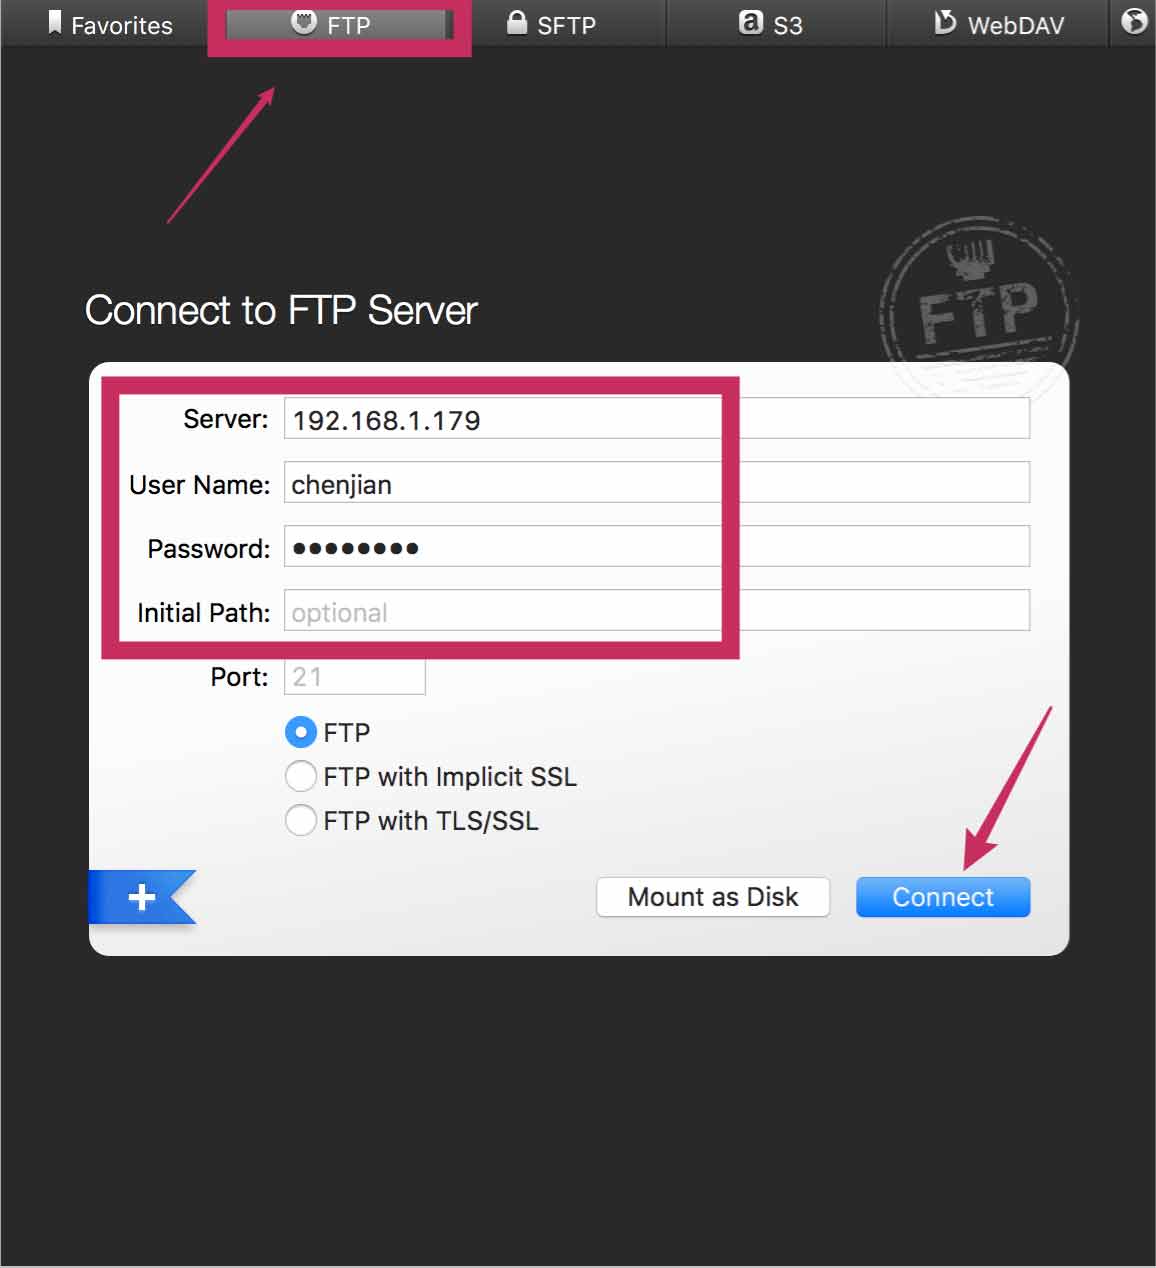 Favorites
FTP
SFTP
S3
WebDAV
FTP
Connect to FTP Server
Server: 192.168.1.179
User Name: chenjian
Password: ••••••••
Initial Path: optional
Port: 21
FTP
FTP with Implicit SSL
FTP with TLS/SSL
Mount as Disk
Connect